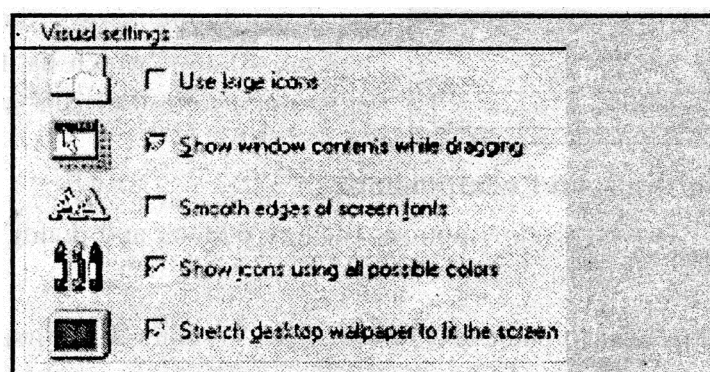 Visual settings
Use large icons
Show window contents while dragging
Smooth edges of screen fonts
Show icons using all possible colors
Stretch desktop wallpaper to fit the screen